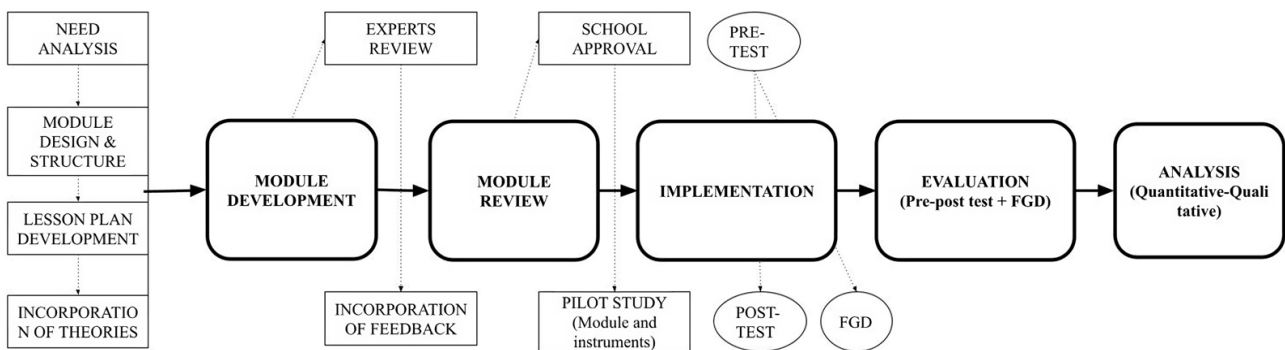 NEED
ANALYSIS
MODULE
DESIGN &
STRUCTURE
LESSON PLAN
DEVELOPMENT
INCORPORATIO
N OF THEORIES
MODULE
DEVELOPMENT
EXPERTS
REVIEW
INCORPORATION
OF FEEDBACK
MODULE
REVIEW
SCHOOL
APPROVAL
PILOT STUDY
(Module and
instruments)
PRE-
TEST
IMPLEMENTATION
POST-
TEST
FGD
EVALUATION
(Pre-post test + FGD)
ANALYSIS
(Quantitative-Quali
tative)